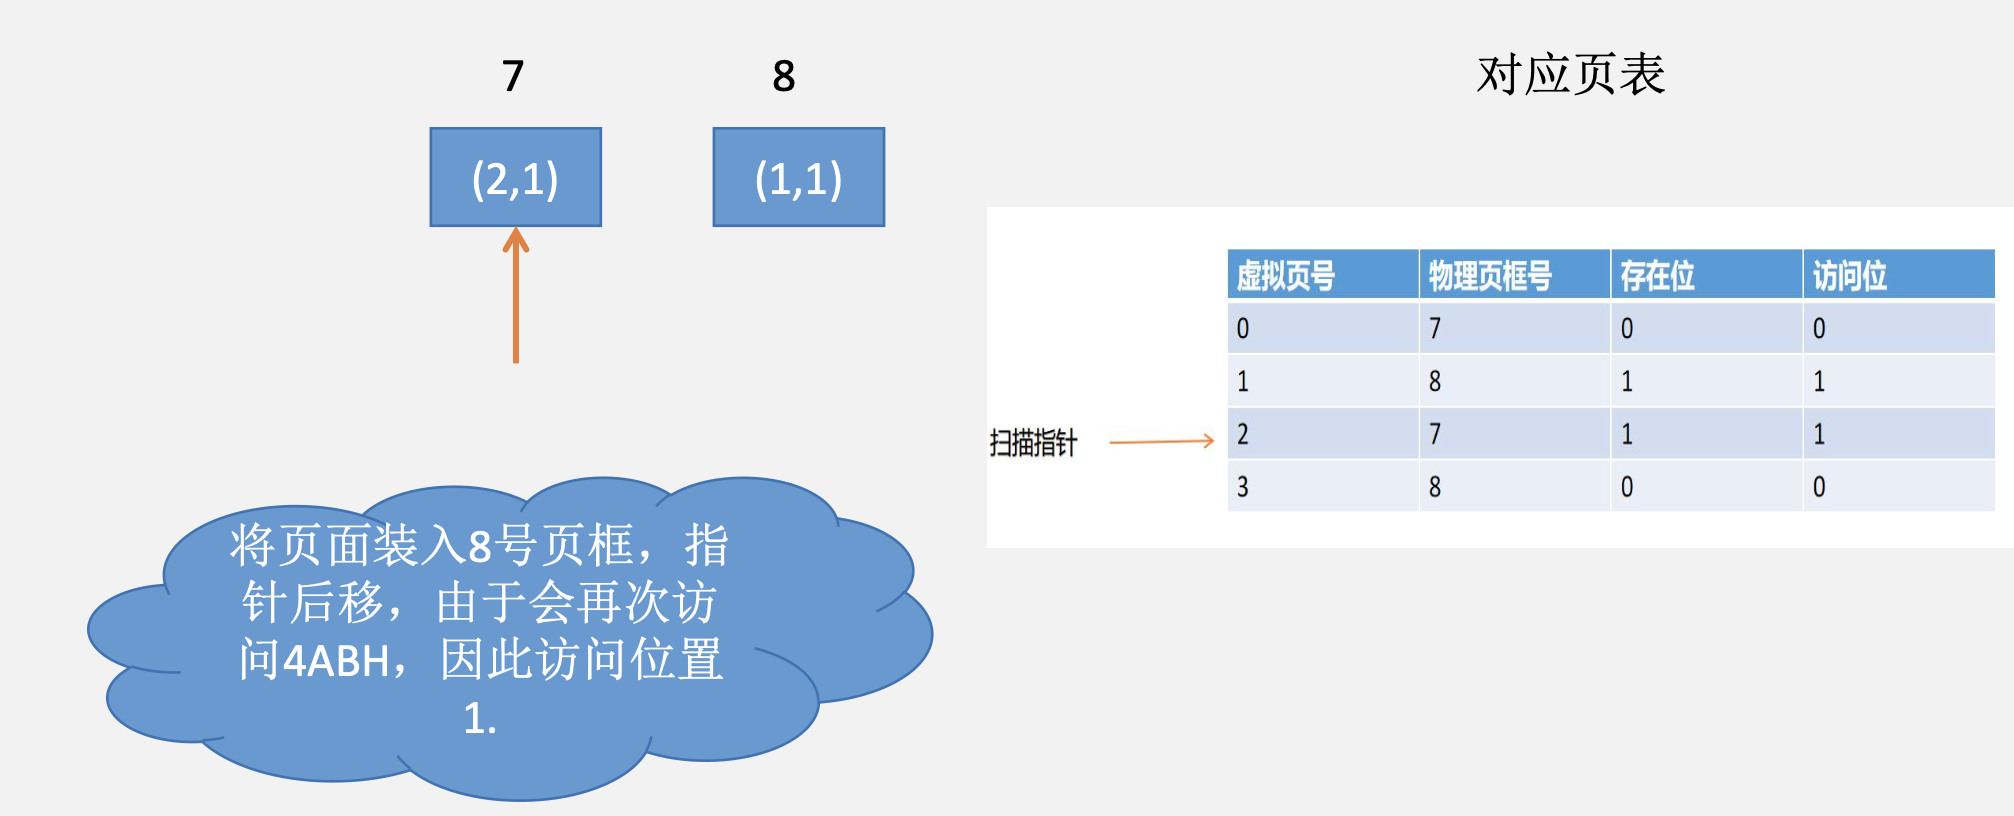 7 8
对应页表
(2,1) (1,1)
虚拟页号 物理页框号 存在位 访问位
0 7 0 0
1 8 1 1
扫描指针
2 7 1 1
3 8 0 0
将页面装入8号页框，指
针后移，由于会再次访
问4ABH，因此访问位置
1.